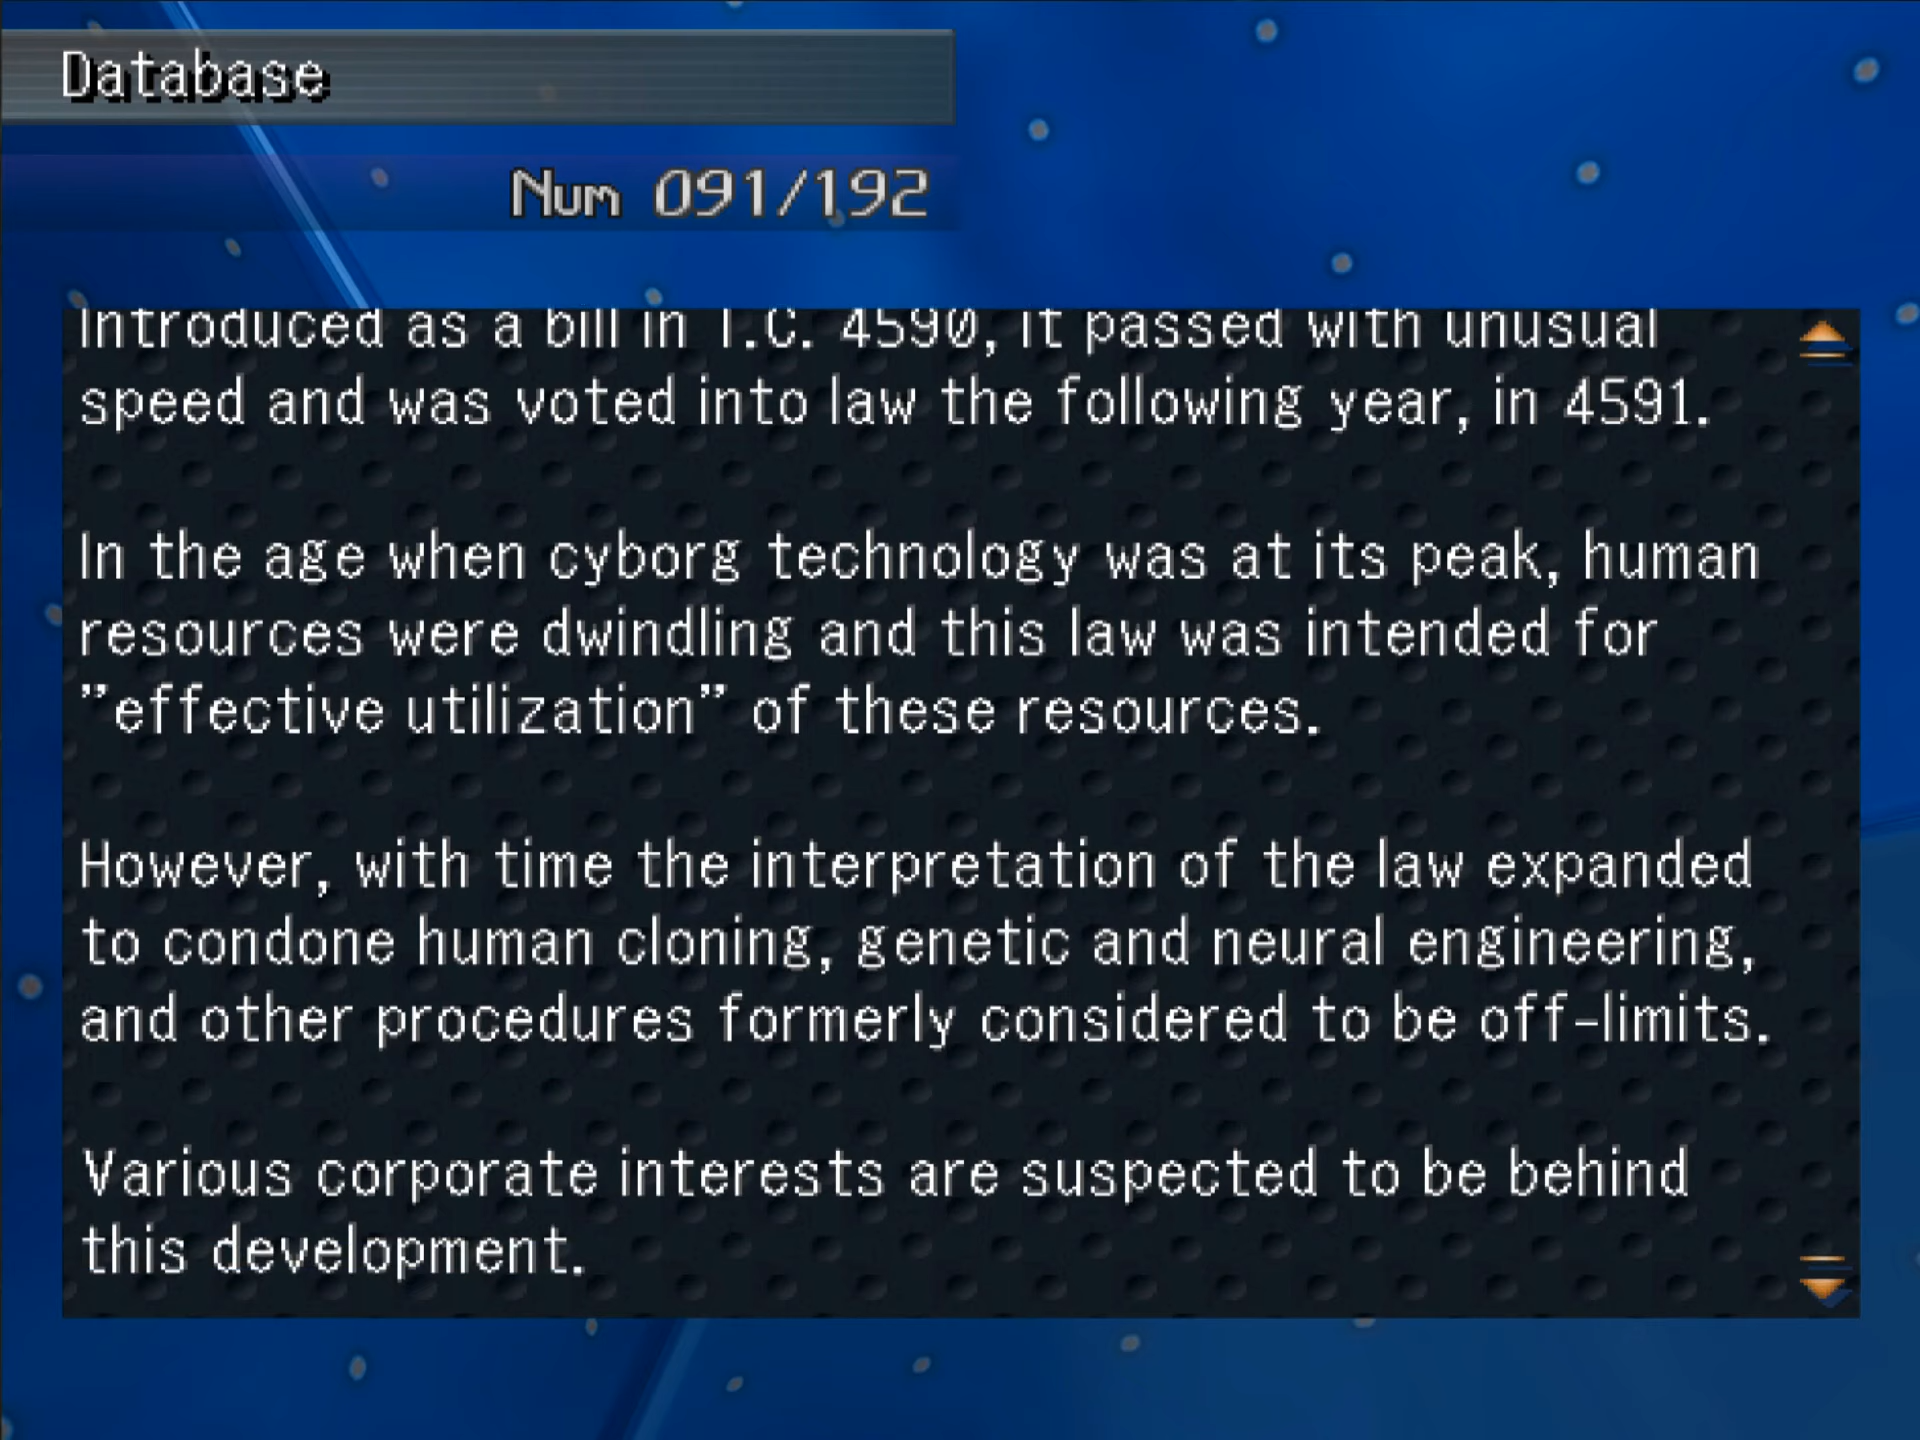 Database
Num 091/192
Introduced as a bill in T.C. 4590, it passed with unusual
speed and was voted into law the following year, in 4591.
In the age when cyborg technology was at its peak, human
resources were dwindling and this law was intended for
"effective utilization" of these resources.
However, with time the interpretation of the law expanded
to condone human cloning, genetic and neural engineering,
and other procedures formerly considered to be off-limits.
Various corporate interests are suspected to be behind
this development.